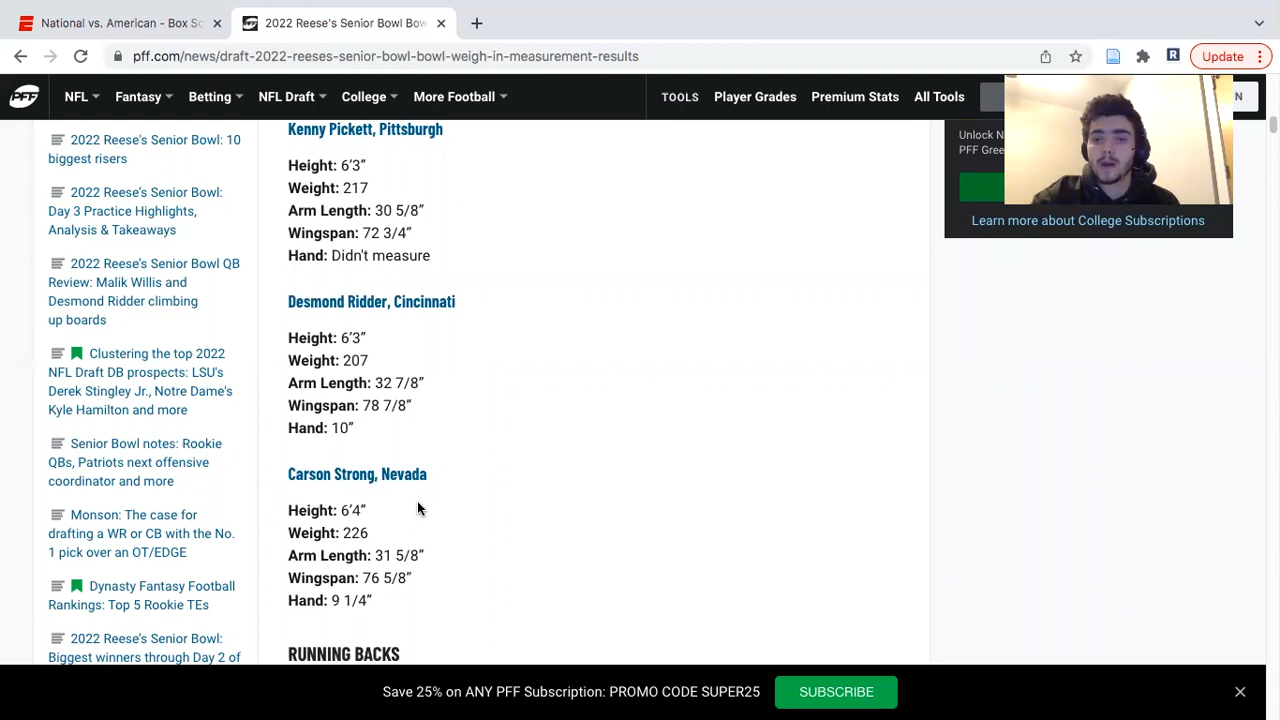 National vs. American - Box Sc
2022 Reese's Senior Bowl Bow
pff.com/news/draft-2022-reeses-senior-bowl-bowl-weigh-in-measurement-results
Update
PFF
NFL
Fantasy
Betting
NFL Draft
College
More Football
TOOLS
Player Grades
Premium Stats
All Tools
N
2022 Reese's Senior Bowl: 10
biggest risers
2022 Reese's Senior Bowl:
Day 3 Practice Highlights,
Analysis & Takeaways
2022 Reese's Senior Bowl QB
Review: Malik Willis and
Desmond Ridder climbing
up boards
Clustering the top 2022
NFL Draft DB prospects: LSU's
Derek Stingley Jr., Notre Dame's
Kyle Hamilton and more
Senior Bowl notes: Rookie
QBs, Patriots next offensive
coordinator and more
Monson: The case for
drafting a WR or CB with the No.
1 pick over an OT/EDGE
Dynasty Fantasy Football
Rankings: Top 5 Rookie TEs
2022 Reese's Senior Bowl:
Biggest winners through Day 2 of
Kenny Pickett, Pittsburgh
Height: 6'3"
Weight: 217
Arm Length: 30 5/8"
Wingspan: 72 3/4"
Hand: Didn't measure
Desmond Ridder, Cincinnati
Height: 6'3"
Weight: 207
Arm Length: 32 7/8"
Wingspan: 78 7/8"
Hand: 10"
Carson Strong, Nevada
Height: 6'4"
Weight: 226
Arm Length: 31 5/8"
Wingspan: 76 5/8"
Hand: 9 1/4"
RUNNING BACKS
Unlock N
PFF Gree
Learn more about College Subscriptions
Save 25% on ANY PFF Subscription: PROMO CODE SUPER25
SUBSCRIBE